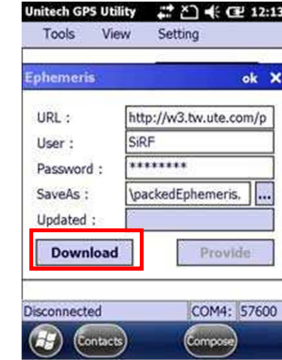 Unitech GPS Utility 12:13
Tools View Setting
Ephemeris ok X
URL : http://w3.tw.ute.com/p
User : SiRF
Password : ********
SaveAs : \packedEphemeris. ...
Updated :
Download Provide
Disconnected COM4: 57600
Contacts Compose